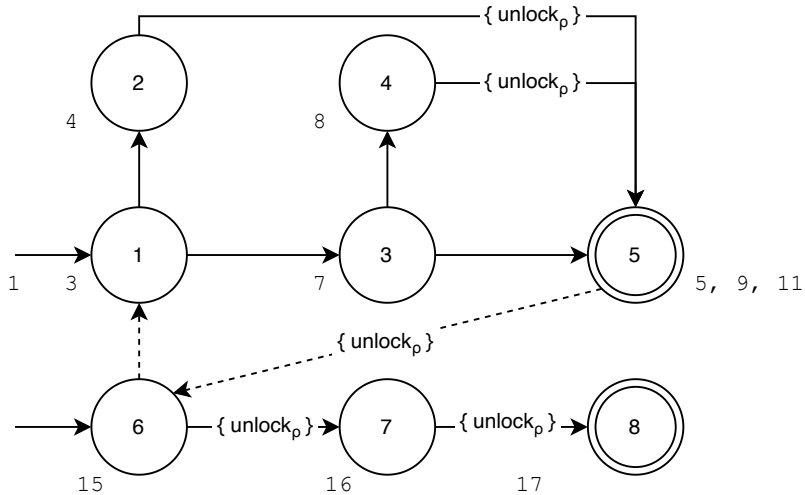 { unlockρ }
2
4
{ unlockρ }
4
8
1
3
5
1
3
7
5, 9, 11
{ unlockρ }
6
{ unlockρ }
7
{ unlockρ }
8
15
16
17